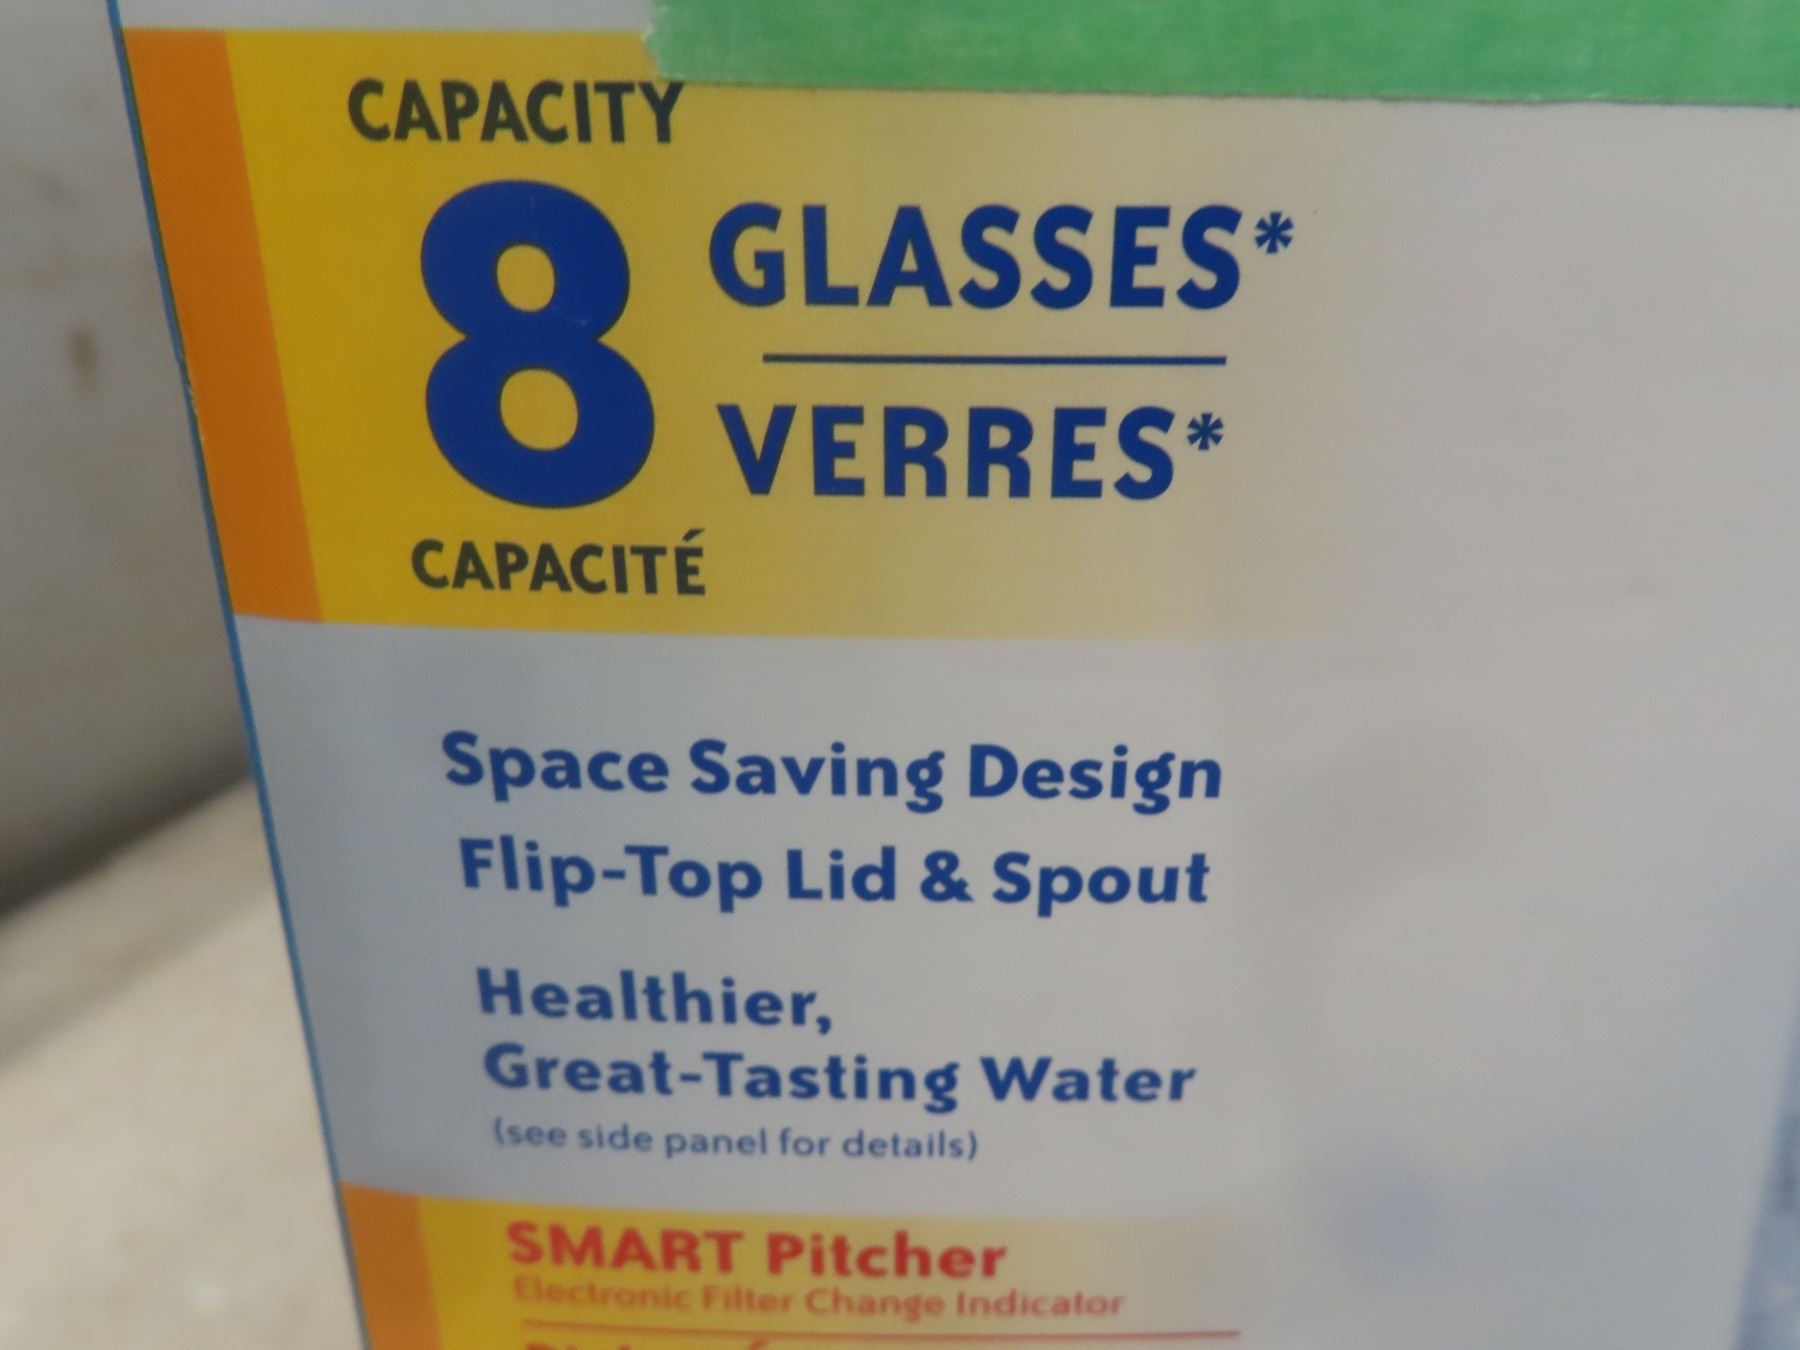 CAPACITY
8 GLASSES*
VERRES*
CAPACITÉ
Space Saving Design
Flip-Top Lid & Spout
Healthier,
Great-Tasting Water
(see side panel for details)
SMART Pitcher
Electronic Filter Change Indicator